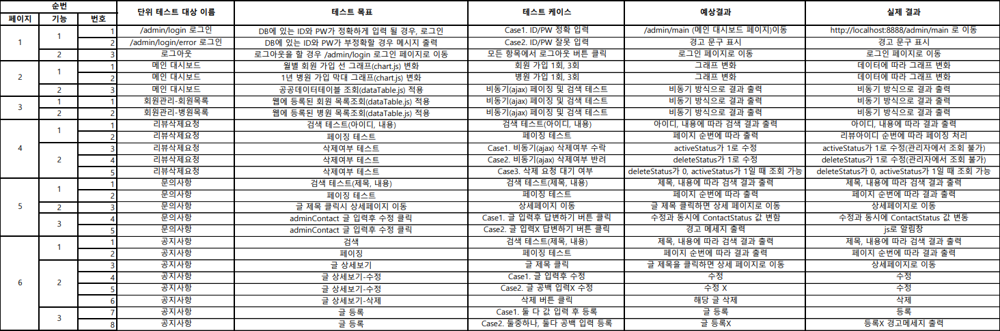 순번 단위 테스트 대상 이름 테스트 목표 테스트 케이스 예상결과 실제 결과
페이지 기능 번호
1 1 1 /admin/login 로그인 DB에 있는 ID와 PW가 정확하게 입력 될 경우, 로그인 Case1. ID/PW 정확 입력 /admin/main (메인 대시보드 페이지)이동 http://localhost:8888/admin/main 로 이동
2 /admin/login/error 로그인 DB에 있는 ID와 PW가 부정확할 경우 메시지 출력 Case2. ID/PW 잘못 입력 경고 문구 표시 경고 문구 표시
2 3 로그아웃 로그아웃을 할 경우 /admin/login 로그인 페이지로 이동 모든 항목에서 로그아웃 버튼 클릭 로그인 페이지로 이동 로그인 페이지로 이동
2 1 1 메인 대시보드 월별 회원 가입 선 그래프(chart.js) 변화 회원 가입 1회, 3회 그래프 변화 데이터에 따라 그래프 변화
2 메인 대시보드 1년 병원 가입 막대 그래프(chart.js) 변화 병원 가입 1회, 3회 그래프 변화 데이터에 따라 그래프 변화
2 3 메인 대시보드 공공데이터테이블 조회(dataTable.js) 적용 비동기(ajax) 페이징 및 검색 테스트 비동기 방식으로 결과 출력 비동기 방식으로 결과 출력
3 1 1 회원관리-회원목록 웹에 등록된 회원 목록조회(dataTable.js) 적용 비동기(ajax) 페이징 및 검색 테스트 비동기 방식으로 결과 출력 비동기 방식으로 결과 출력
2 2 회원관리-병원목록 웹에 등록된 병원 목록조회(dataTable.js) 적용 비동기(ajax) 페이징 및 검색 테스트 비동기 방식으로 결과 출력 비동기 방식으로 결과 출력
4 1 1 리뷰삭제요청 검색 테스트(아이디, 내용) 검색 테스트(아이디, 내용) 아이디, 내용에 따라 검색 결과 출력 아이디, 내용에 따라 결과 출력
2 리뷰삭제요청 페이징 테스트 페이징 테스트 페이지 순번에 따라 출력 리뷰아이디 순번에 따라 페이징 처리
2 3 리뷰삭제요청 삭제여부 테스트 Case1. 비동기(ajax) 삭제여부 수락 activeStatus가 1로 수정 activeStatus가 1로 수정(관리자에서 조회 불가)
4 리뷰삭제요청 삭제여부 테스트 Case2. 비동기(ajax) 삭제여부 반려 deleteStatus가 1로 수정 deleteStatus가 1로 수정(관리자에서 조회 불가)
5 리뷰삭제요청 삭제여부 테스트 Case3. 삭제 요청 대기 여부 deleteStatus가 0, activeStatus가 1일 때 조회 가능 deleteStatus가 0, activeStatus가 1일 때 조회 가능
5 1 1 문의사항 검색 테스트(제목, 내용) 검색 테스트(제목, 내용) 제목, 내용에 따라 검색 결과 출력 제목, 내용에 따라 검색 결과 출력
2 문의사항 페이징 테스트 페이징 테스트 페이지 순번에 따라 출력 페이지 순번에 따라 결과 출력
2 3 문의사항 글 제목 클릭시 상세페이지 이동 상세페이지 이동 글 제목 클릭하면 상세 페이지로 이동 상세페이지로 이동
3 4 문의사항 adminContact 글 입력후 수정 클릭 Case1. 글 입력후 답변하기 버튼 클릭 수정과 동시에 ContactStatus 값 변함 수정과 동시에 ContactStatus 값 변동
5 문의사항 adminContact 글 입력후 수정 클릭 Case2. 글 입력X 답변하기 버튼 클릭 경고 메세지 출력 js로 알림창
6 1 1 공지사항 검색 검색 테스트(제목, 내용) 제목, 내용에 따라 검색 결과 출력 제목, 내용에 따라 검색 결과 출력
2 공지사항 페이징 페이징 테스트 페이지 순번에 따라 결과 출력 페이지 순번에 따라 결과 출력
2 3 공지사항 글 상세보기 글 제목 클릭 글 제목을 클릭하면 상세 페이지로 이동 상세페이지로 이동
4 공지사항 글 상세보기-수정 Case1. 글 입력후 수정 수정 수정
5 공지사항 글 상세보기-수정 Case2. 글 공백 입력X 수정 수정 X 수정
6 공지사항 글 상세보기-삭제 삭제 버튼 클릭 해당 글 삭제 삭제
3 7 공지사항 글 등록 Case1. 둘 다 값 입력 후 등록 글 등록 등록
8 공지사항 글 등록 Case2. 둘중하나, 둘다 공백 입력 등록 글 등록X 등록X 경고메세지 출력